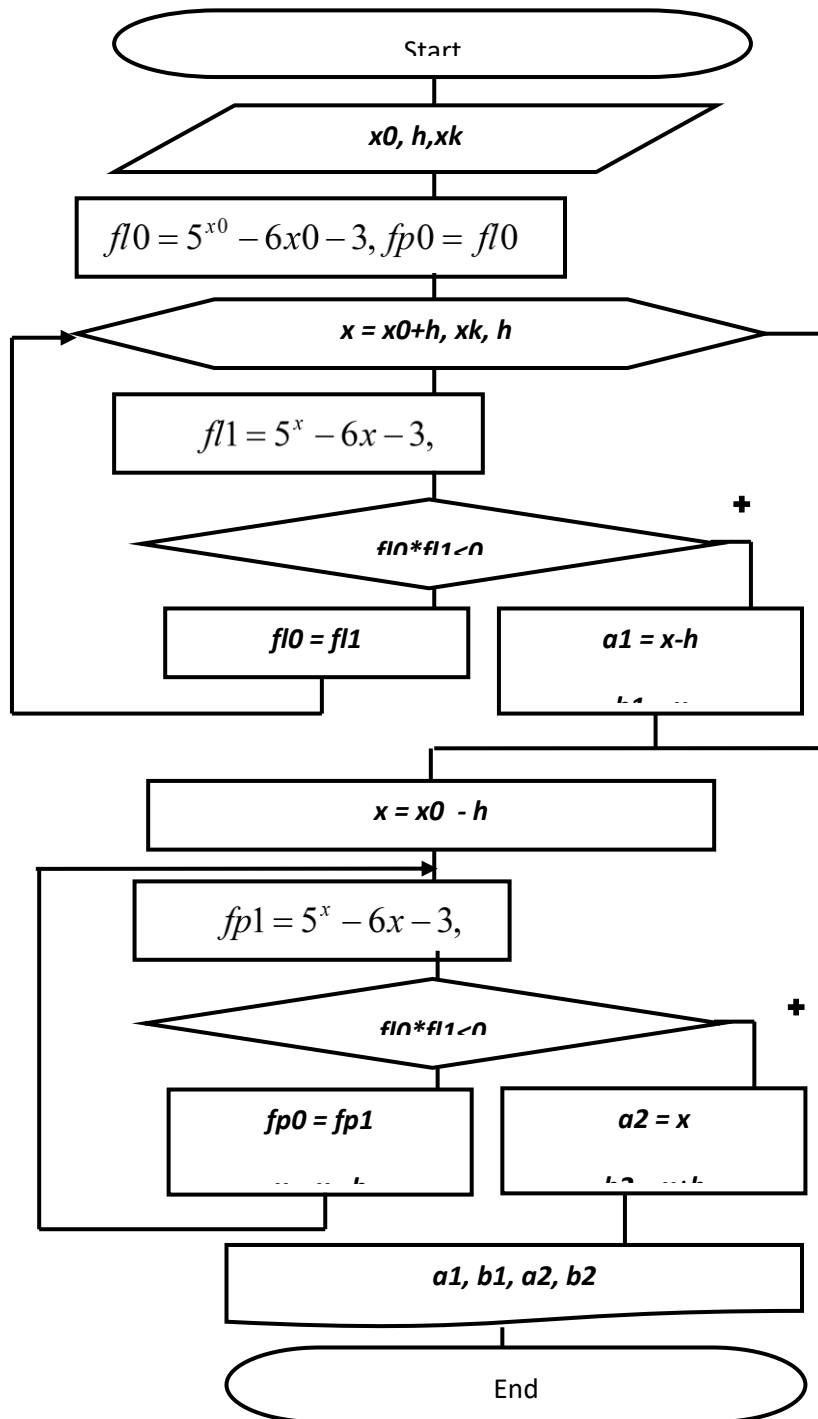 Start
x0, h,xk
fl0 = 5^{x0} − 6x0 − 3, fp0 = fl0
x = x0+h, xk, h
fl1 = 5^x − 6x − 3,
+
fl0*fl1<0
fl0 = fl1
a1 = x-h
x = x0 - h
fp1 = 5^x − 6x − 3,
+
fl0*fl1<0
fp0 = fp1
a2 = x
a1, b1, a2, b2
End